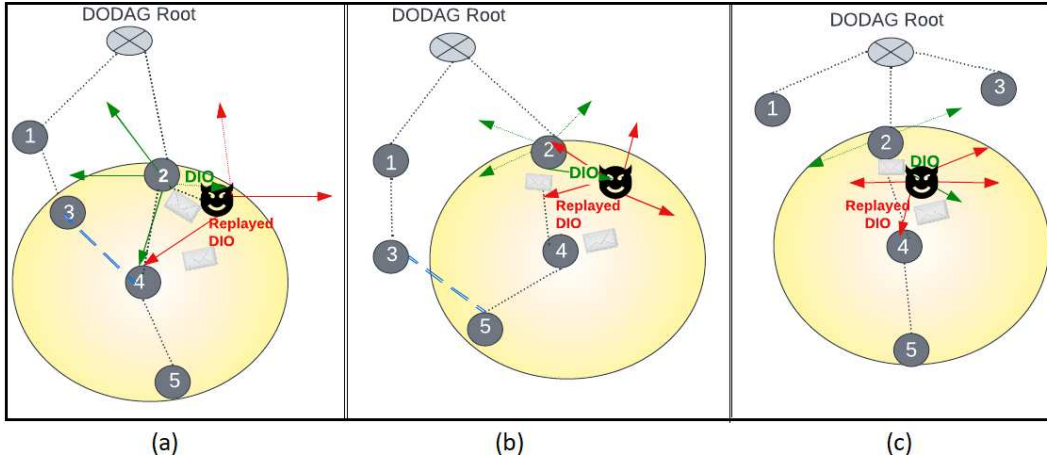 DODAG Root
1
2
DIO
3
Replayed
DIO
4
5
(a)
DODAG Root
1
2
DIO
Replayed
DIO
3
4
5
(b)
DODAG Root
1
3
2
DIO
Replayed
DIO
4
5
(c)